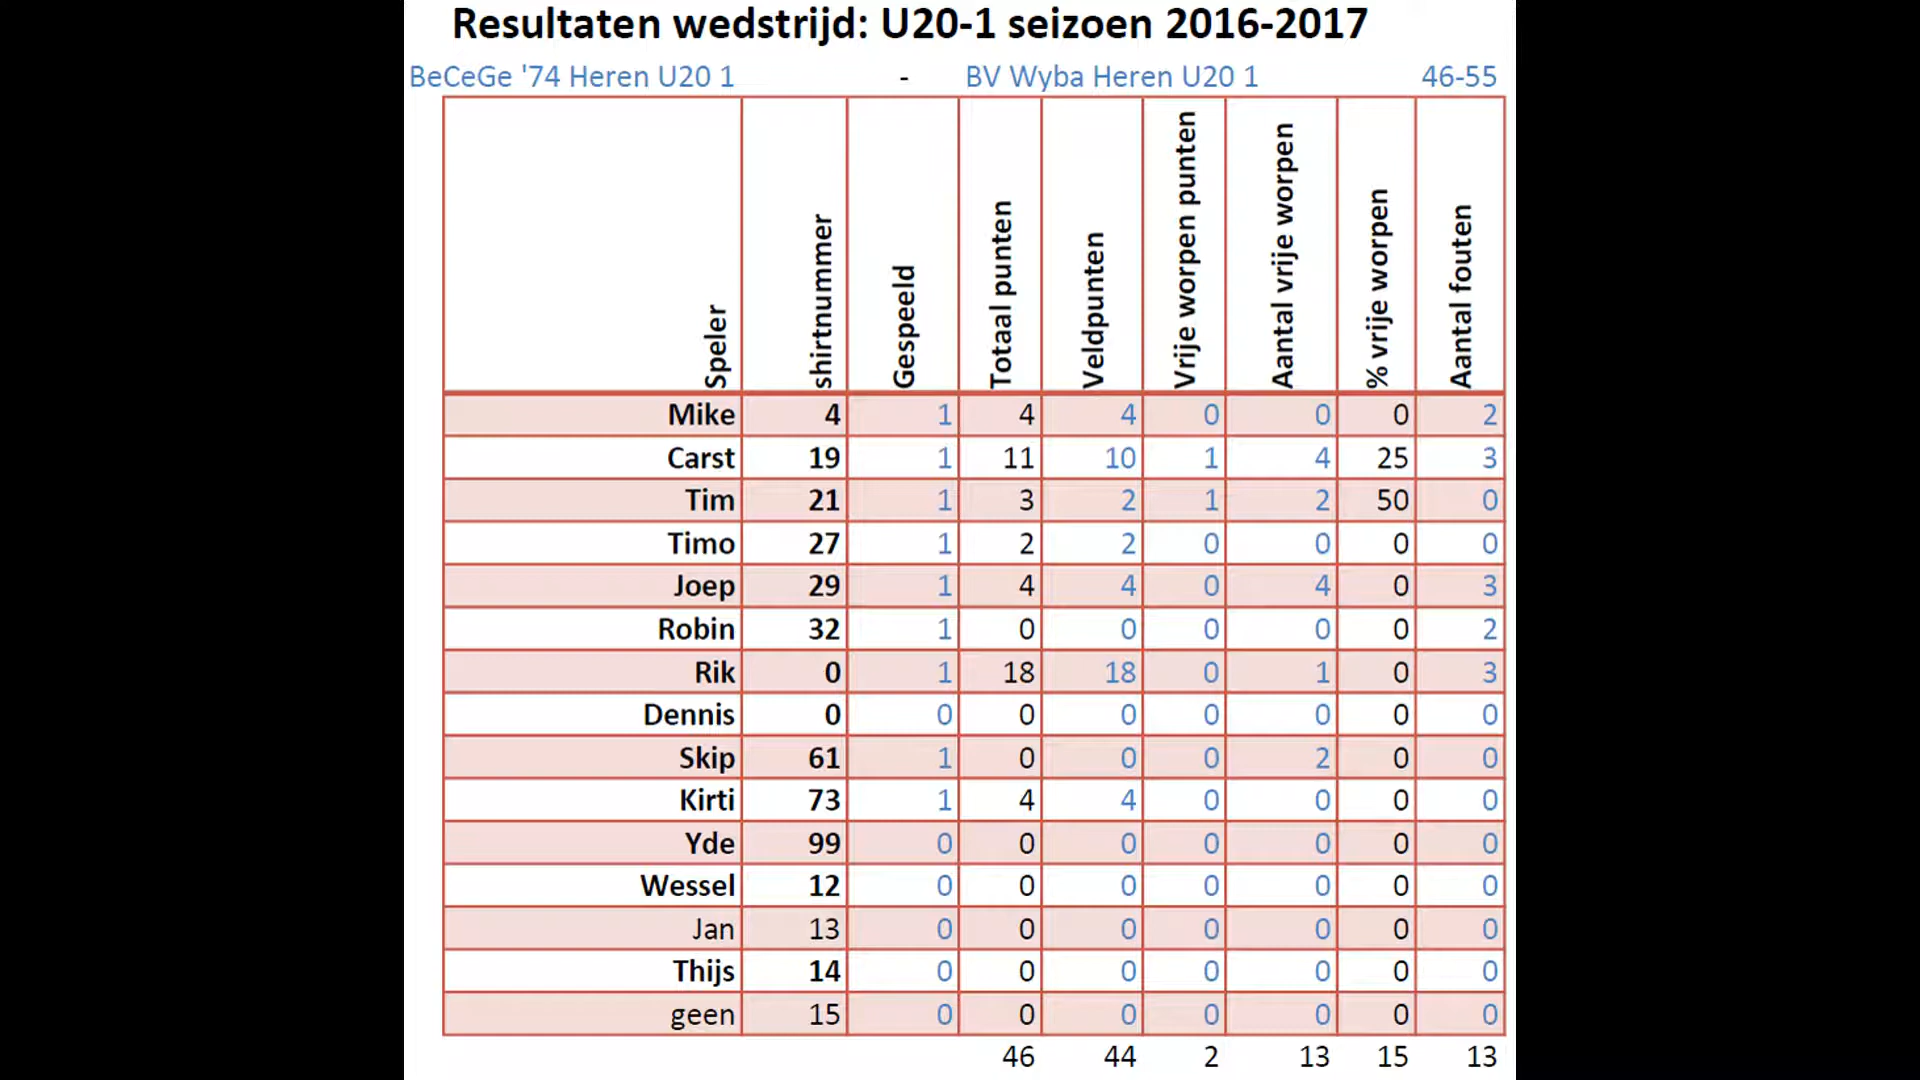 Resultaten wedstrijd: U20-1 seizoen 2016-2017
BeCeGe '74 Heren U20 1 - BV Wyba Heren U20 1 46-55
Speler shirtnummer Gespeeld Totaal punten Veldpunten Vrije worpen punten Aantal vrije worpen % vrije worpen Aantal fouten
Mike 4 1 4 4 0 0 0 2
Carst 19 1 11 10 1 4 25 3
Tim 21 1 3 2 1 2 50 0
Timo 27 1 2 2 0 0 0 0
Joep 29 1 4 4 0 4 0 3
Robin 32 1 0 0 0 0 0 2
Rik 0 1 18 18 0 1 0 3
Dennis 0 0 0 0 0 0 0 0
Skip 61 1 0 0 0 2 0 0
Kirti 73 1 4 4 0 0 0 0
Yde 99 0 0 0 0 0 0 0
Wessel 12 0 0 0 0 0 0 0
Jan 13 0 0 0 0 0 0 0
Thijs 14 0 0 0 0 0 0 0
geen 15 0 0 0 0 0 0 0
46 44 2 13 15 13